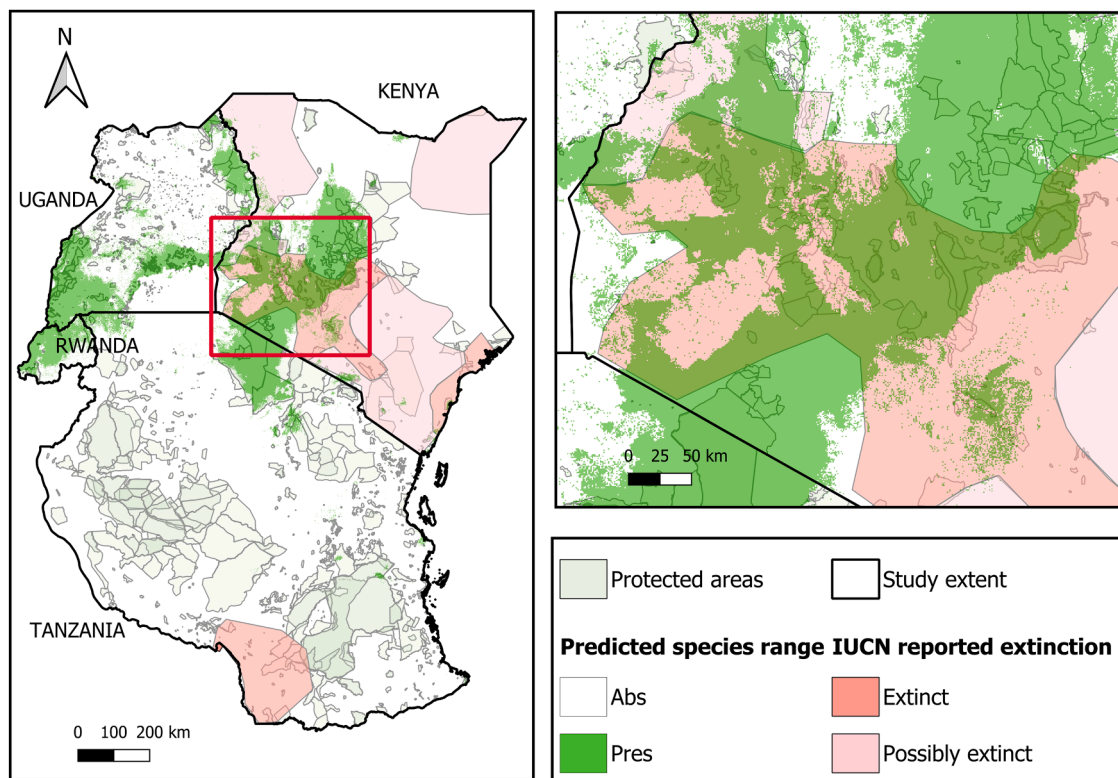 N
KENYA
UGANDA
RWANDA
TANZANIA
0 100 200 km
0 25 50 km
Protected areas
Study extent
Predicted species range
IUCN reported extinction
Abs
Extinct
Pres
Possibly extinct